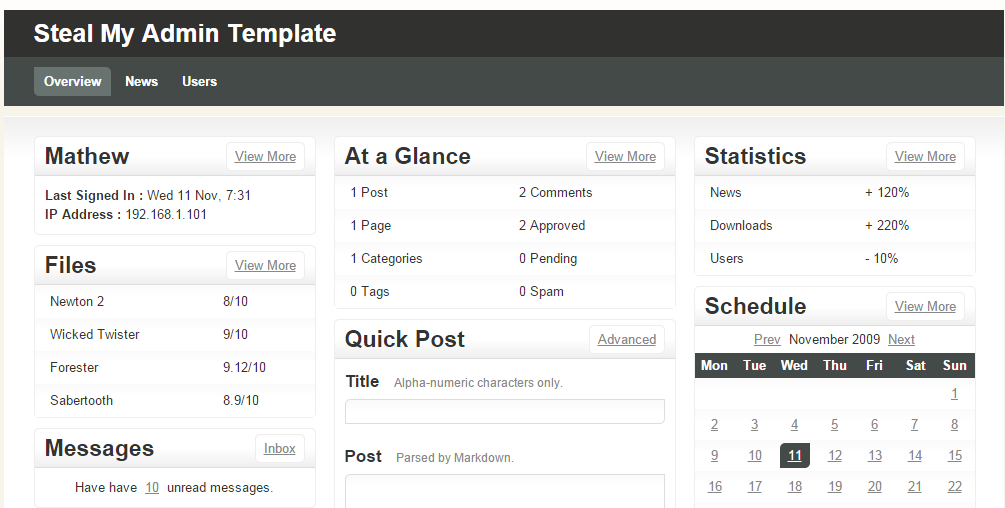 Steal My Admin Template
Overview News Users
Mathew View More
Last Signed In : Wed 11 Nov, 7:31
IP Address : 192.168.1.101
Files View More
Newton 2 8/10
Wicked Twister 9/10
Forester 9.12/10
Sabertooth 8.9/10
Messages Inbox
Have have 10 unread messages.
At a Glance View More
1 Post 2 Comments
1 Page 2 Approved
1 Categories 0 Pending
0 Tags 0 Spam
Quick Post Advanced
Title Alpha-numeric characters only.
Post Parsed by Markdown.
Statistics View More
News + 120%
Downloads + 220%
Users - 10%
Schedule View More
Prev November 2009 Next
Mon Tue Wed Thu Fri Sat Sun
1
2 3 4 5 6 7 8
9 10 11 12 13 14 15
16 17 18 19 20 21 22